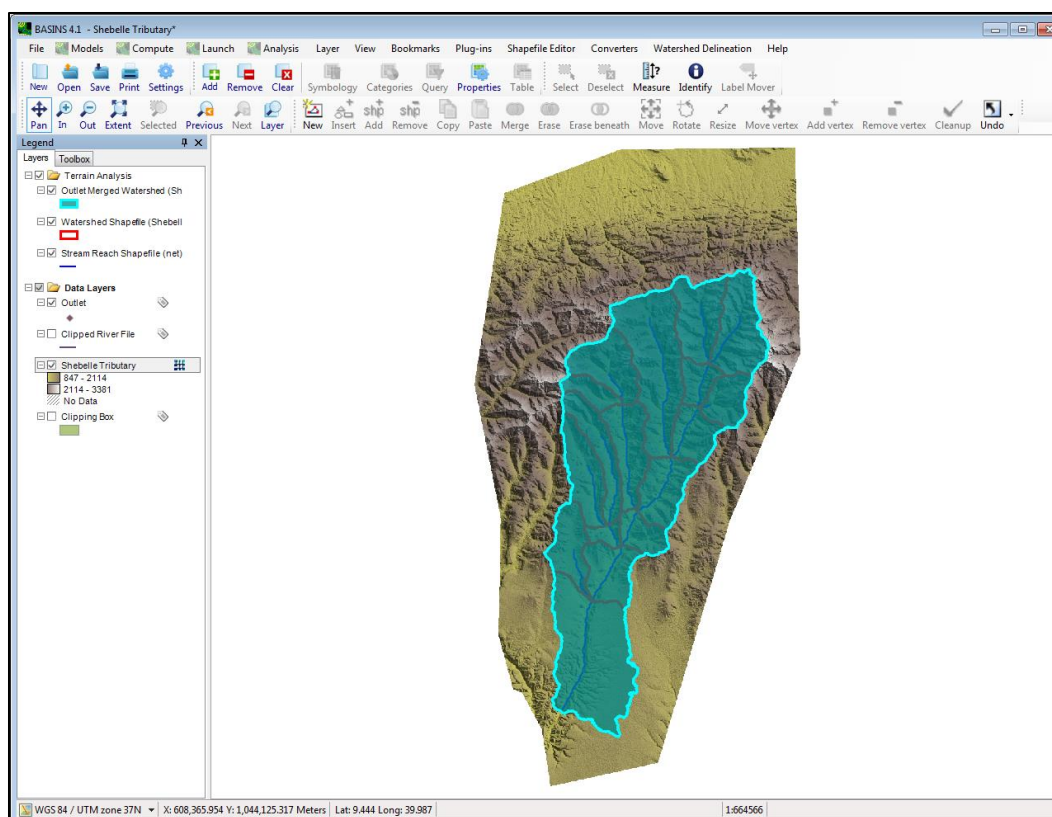 BASINS 4.1 - Shebelle Tributary*
File Models Compute Launch Analysis Layer View Bookmarks Plug-ins Shapefile Editor Converters Watershed Delineation Help
New Open Save Print Settings Add Remove Clear Symbology Categories Query Properties Table Select Deselect Measure Identify Label Mover
Pan In Out Extent Selected Previous Next Layer New Insert Add Remove Copy Paste Merge Erase Erase beneath Move Rotate Resize Move vertex Add vertex Remove vertex Cleanup Undo
Legend
Layers Toolbox
Terrain Analysis
Outlet Merged Watershed (Sh
Watershed Shapefile (Shebell
Stream Reach Shapefile (net)
Data Layers
Outlet
Clipped River File
Shebelle Tributary
847 - 2114
2114 - 3381
No Data
Clipping Box
WGS 84 / UTM zone 37N X: 608,365.954 Y: 1,044,125.317 Meters Lat: 9.444 Long: 39.987 1:664566